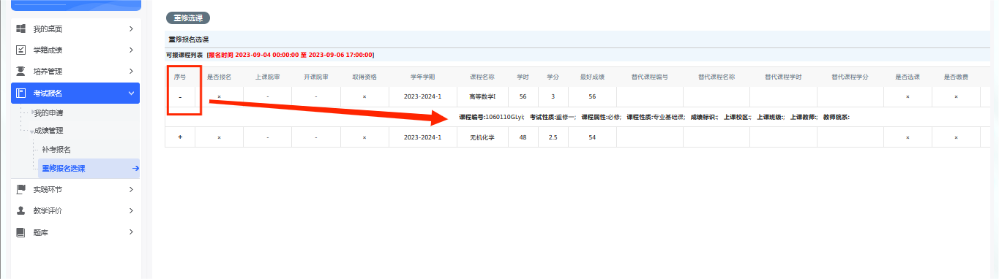 重修选课
我的桌面
学籍成绩
培养管理
考试报名
我的申请
成绩管理
补考报名
重修报名选课
实践环节
教学评价
题库
重修报名选课
可报课程列表 [报名时间 2023-09-04 00:00:00 至 2023-09-06 17:00:00]
序号 是否报名 上课院审 开课院审 取得资格 学年学期 课程名称 学时 学分 最好成绩 替代课程编号 替代课程名称 替代课程学时 替代课程学分 是否选课 是否缴费
- × - - × 2023-2024-1 高等数学I 56 3 56 × ×
课程编号:1060110GLyi; 考试性质:重修一; 课程属性:必修; 课程性质:专业基础课; 成绩标识:; 上课校区:; 上课班级:; 上课教师:; 教师院系:
+ × - - × 2023-2024-1 无机化学 48 2.5 54 × ×